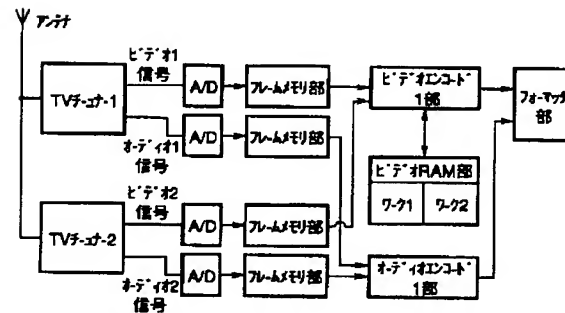 アンテナ
TVチューナー1
ビデオ1
信号
A/D
フレームメモリ部
オーディオ1
信号
A/D
フレームメモリ部
ビデオエンコード
1部
フォーマッタ
部
ビデオRAM部
ワーク1
ワーク2
TVチューナー2
ビデオ2
信号
A/D
フレームメモリ部
オーディオ2
信号
A/D
フレームメモリ部
オーディオエンコード
1部